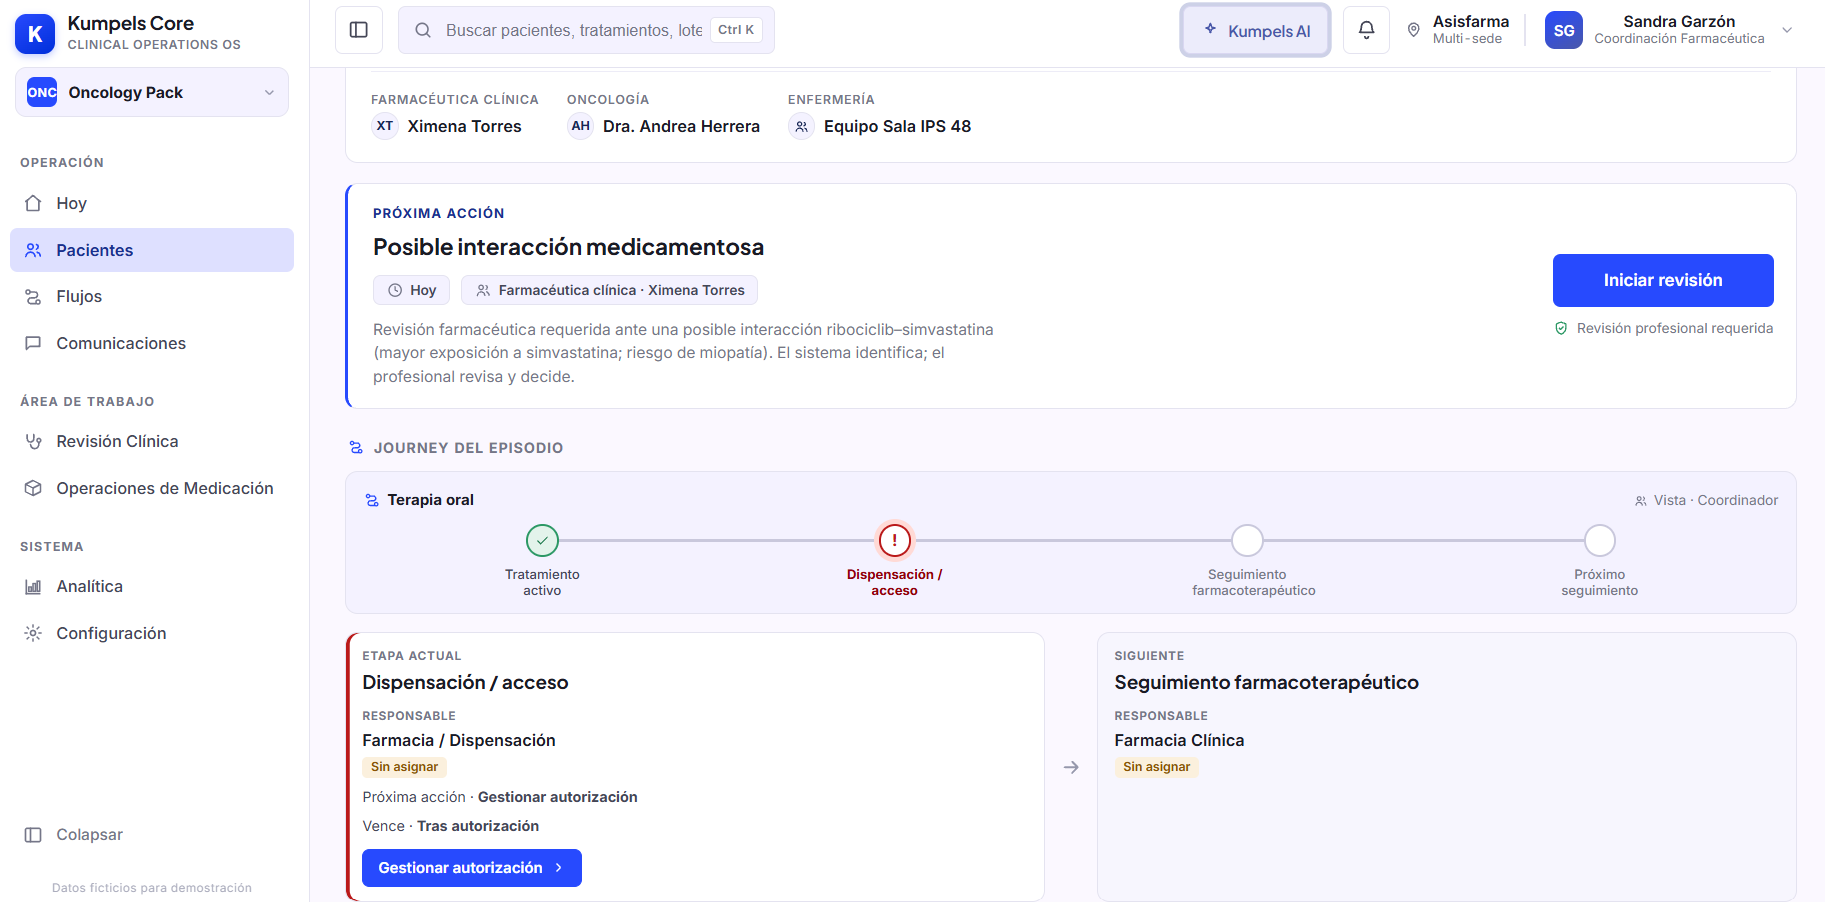 K
Kumpels Core
CLINICAL OPERATIONS OS
Buscar pacientes, tratamientos, lote
Ctrl K
Kumpels AI
Asisfarma
Multi-sede
SG
Sandra Garzón
Coordinación Farmacéutica
ONC
Oncology Pack
OPERACIÓN
Hoy
Pacientes
Flujos
Comunicaciones
ÁREA DE TRABAJO
Revisión Clínica
Operaciones de Medicación
SISTEMA
Analítica
Configuración
Colapsar
Datos ficticios para demostración
FARMACÉUTICA CLÍNICA
XT Ximena Torres
ONCOLOGÍA
AH Dra. Andrea Herrera
ENFERMERÍA
Equipo Sala IPS 48
PRÓXIMA ACCIÓN
Posible interacción medicamentosa
Hoy
Farmacéutica clínica · Ximena Torres
Revisión farmacéutica requerida ante una posible interacción ribociclib–simvastatina
(mayor exposición a simvastatina; riesgo de miopatía). El sistema identifica; el
profesional revisa y decide.
Iniciar revisión
Revisión profesional requerida
JOURNEY DEL EPISODIO
Terapia oral
Vista · Coordinador
!
Tratamiento
activo
Dispensación /
acceso
Seguimiento
farmacoterapéutico
Próximo
seguimiento
ETAPA ACTUAL
Dispensación / acceso
RESPONSABLE
Farmacia / Dispensación
Sin asignar
Próxima acción · Gestionar autorización
Vence · Tras autorización
Gestionar autorización
SIGUIENTE
Seguimiento farmacoterapéutico
RESPONSABLE
Farmacia Clínica
Sin asignar